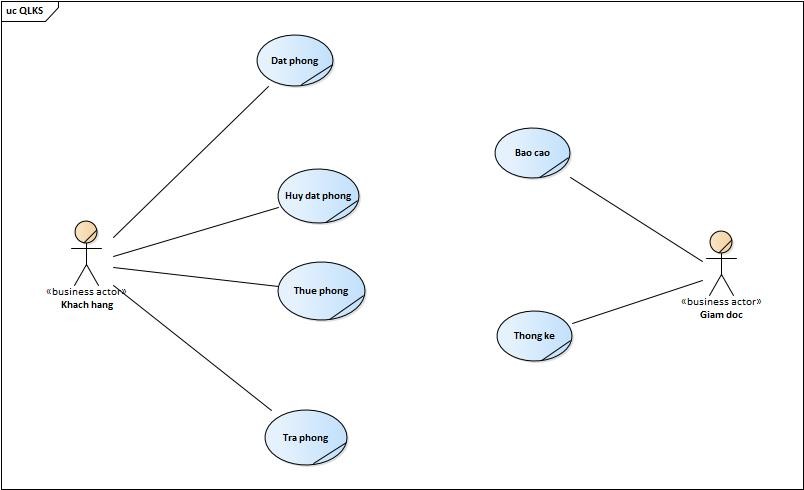 uc QLKS
Dat phong
Bao cao
Huy dat phong
Thue phong
«business actor»
Khach hang
«business actor»
Giam doc
Thong ke
Tra phong